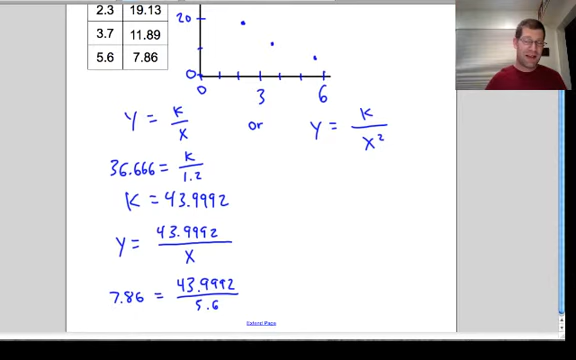 2.3 19.13
3.7 11.89
5.6 7.86
20
0
0 3 6
Y = K/X or Y = K/X²
36.666 = K/1.2
K = 43.9992
Y = 43.9992/X
7.86 = 43.9992/5.6